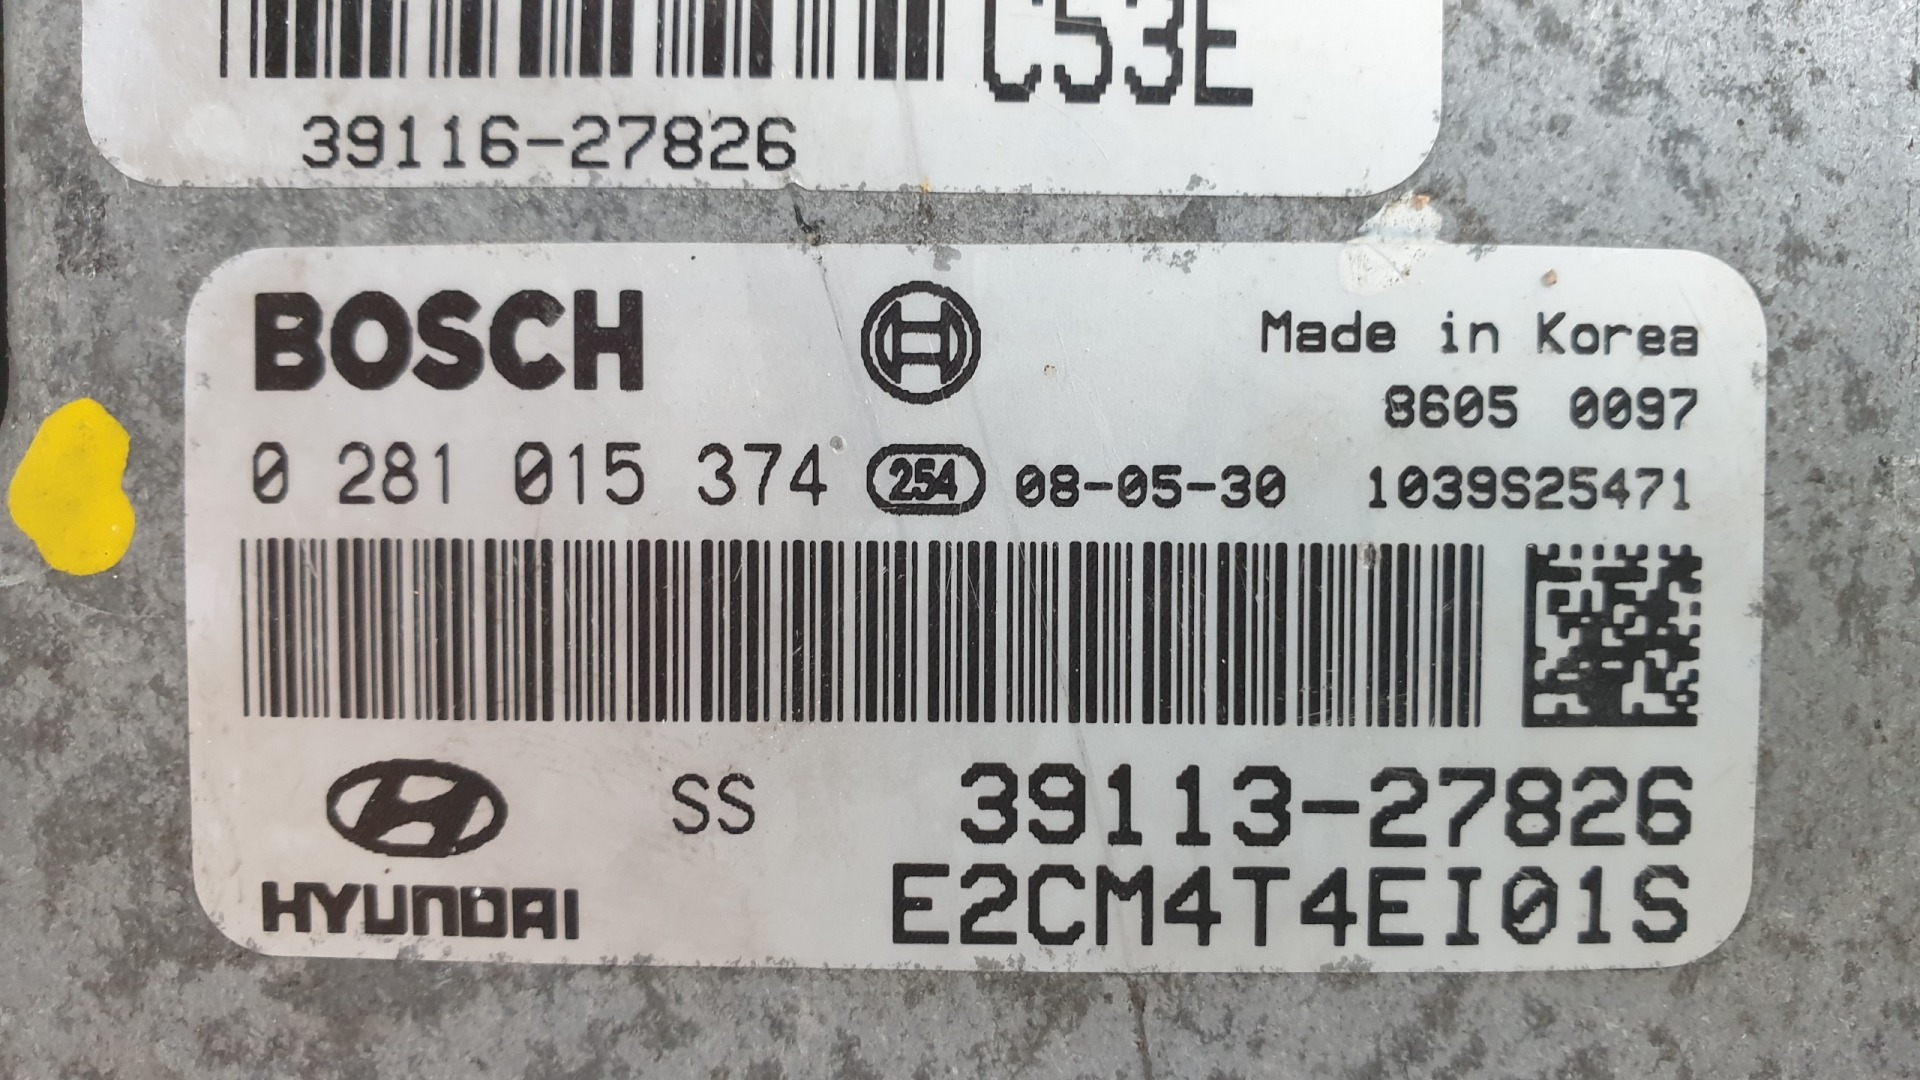 C53E
39116-27826
BOSCH
Made in Korea
8605 0097
0 281 015 374 254 08-05-30 1039S25471
SS 39113-27826
HYUNDAI E2CM4T4EI01S